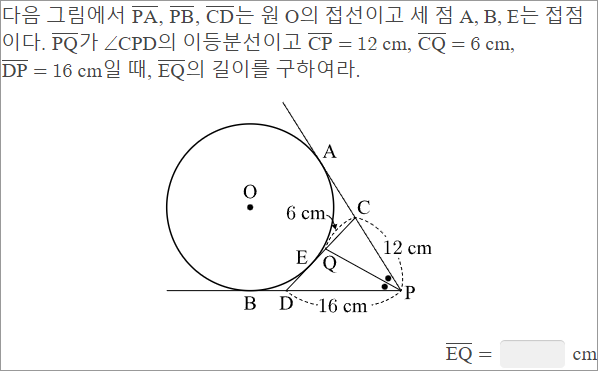 다음 그림에서 PA, PB, CD는 원 O의 접선이고 세 점 A, B, E는 접점
이다. PQ가 ∠CPD의 이등분선이고 CP = 12 cm, CQ = 6 cm,
DP = 16 cm일 때, EQ의 길이를 구하여라.
A
O
C
6 cm
12 cm
E
Q
P
B
D
16 cm
EQ = cm